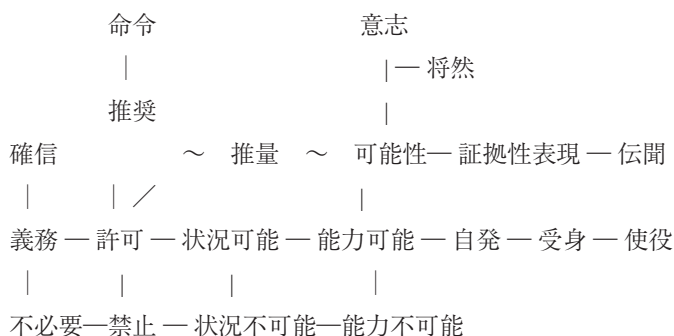 命令 意志
| |— 将然
推奨 |
確信 ～ 推量 ～ 可能性— 証拠性表現 — 伝聞
| | ／ |
義務 — 許可 — 状況可能 — 能力可能 — 自発 — 受身 — 使役
| | | |
不必要—禁止 — 状況不可能—能力不可能